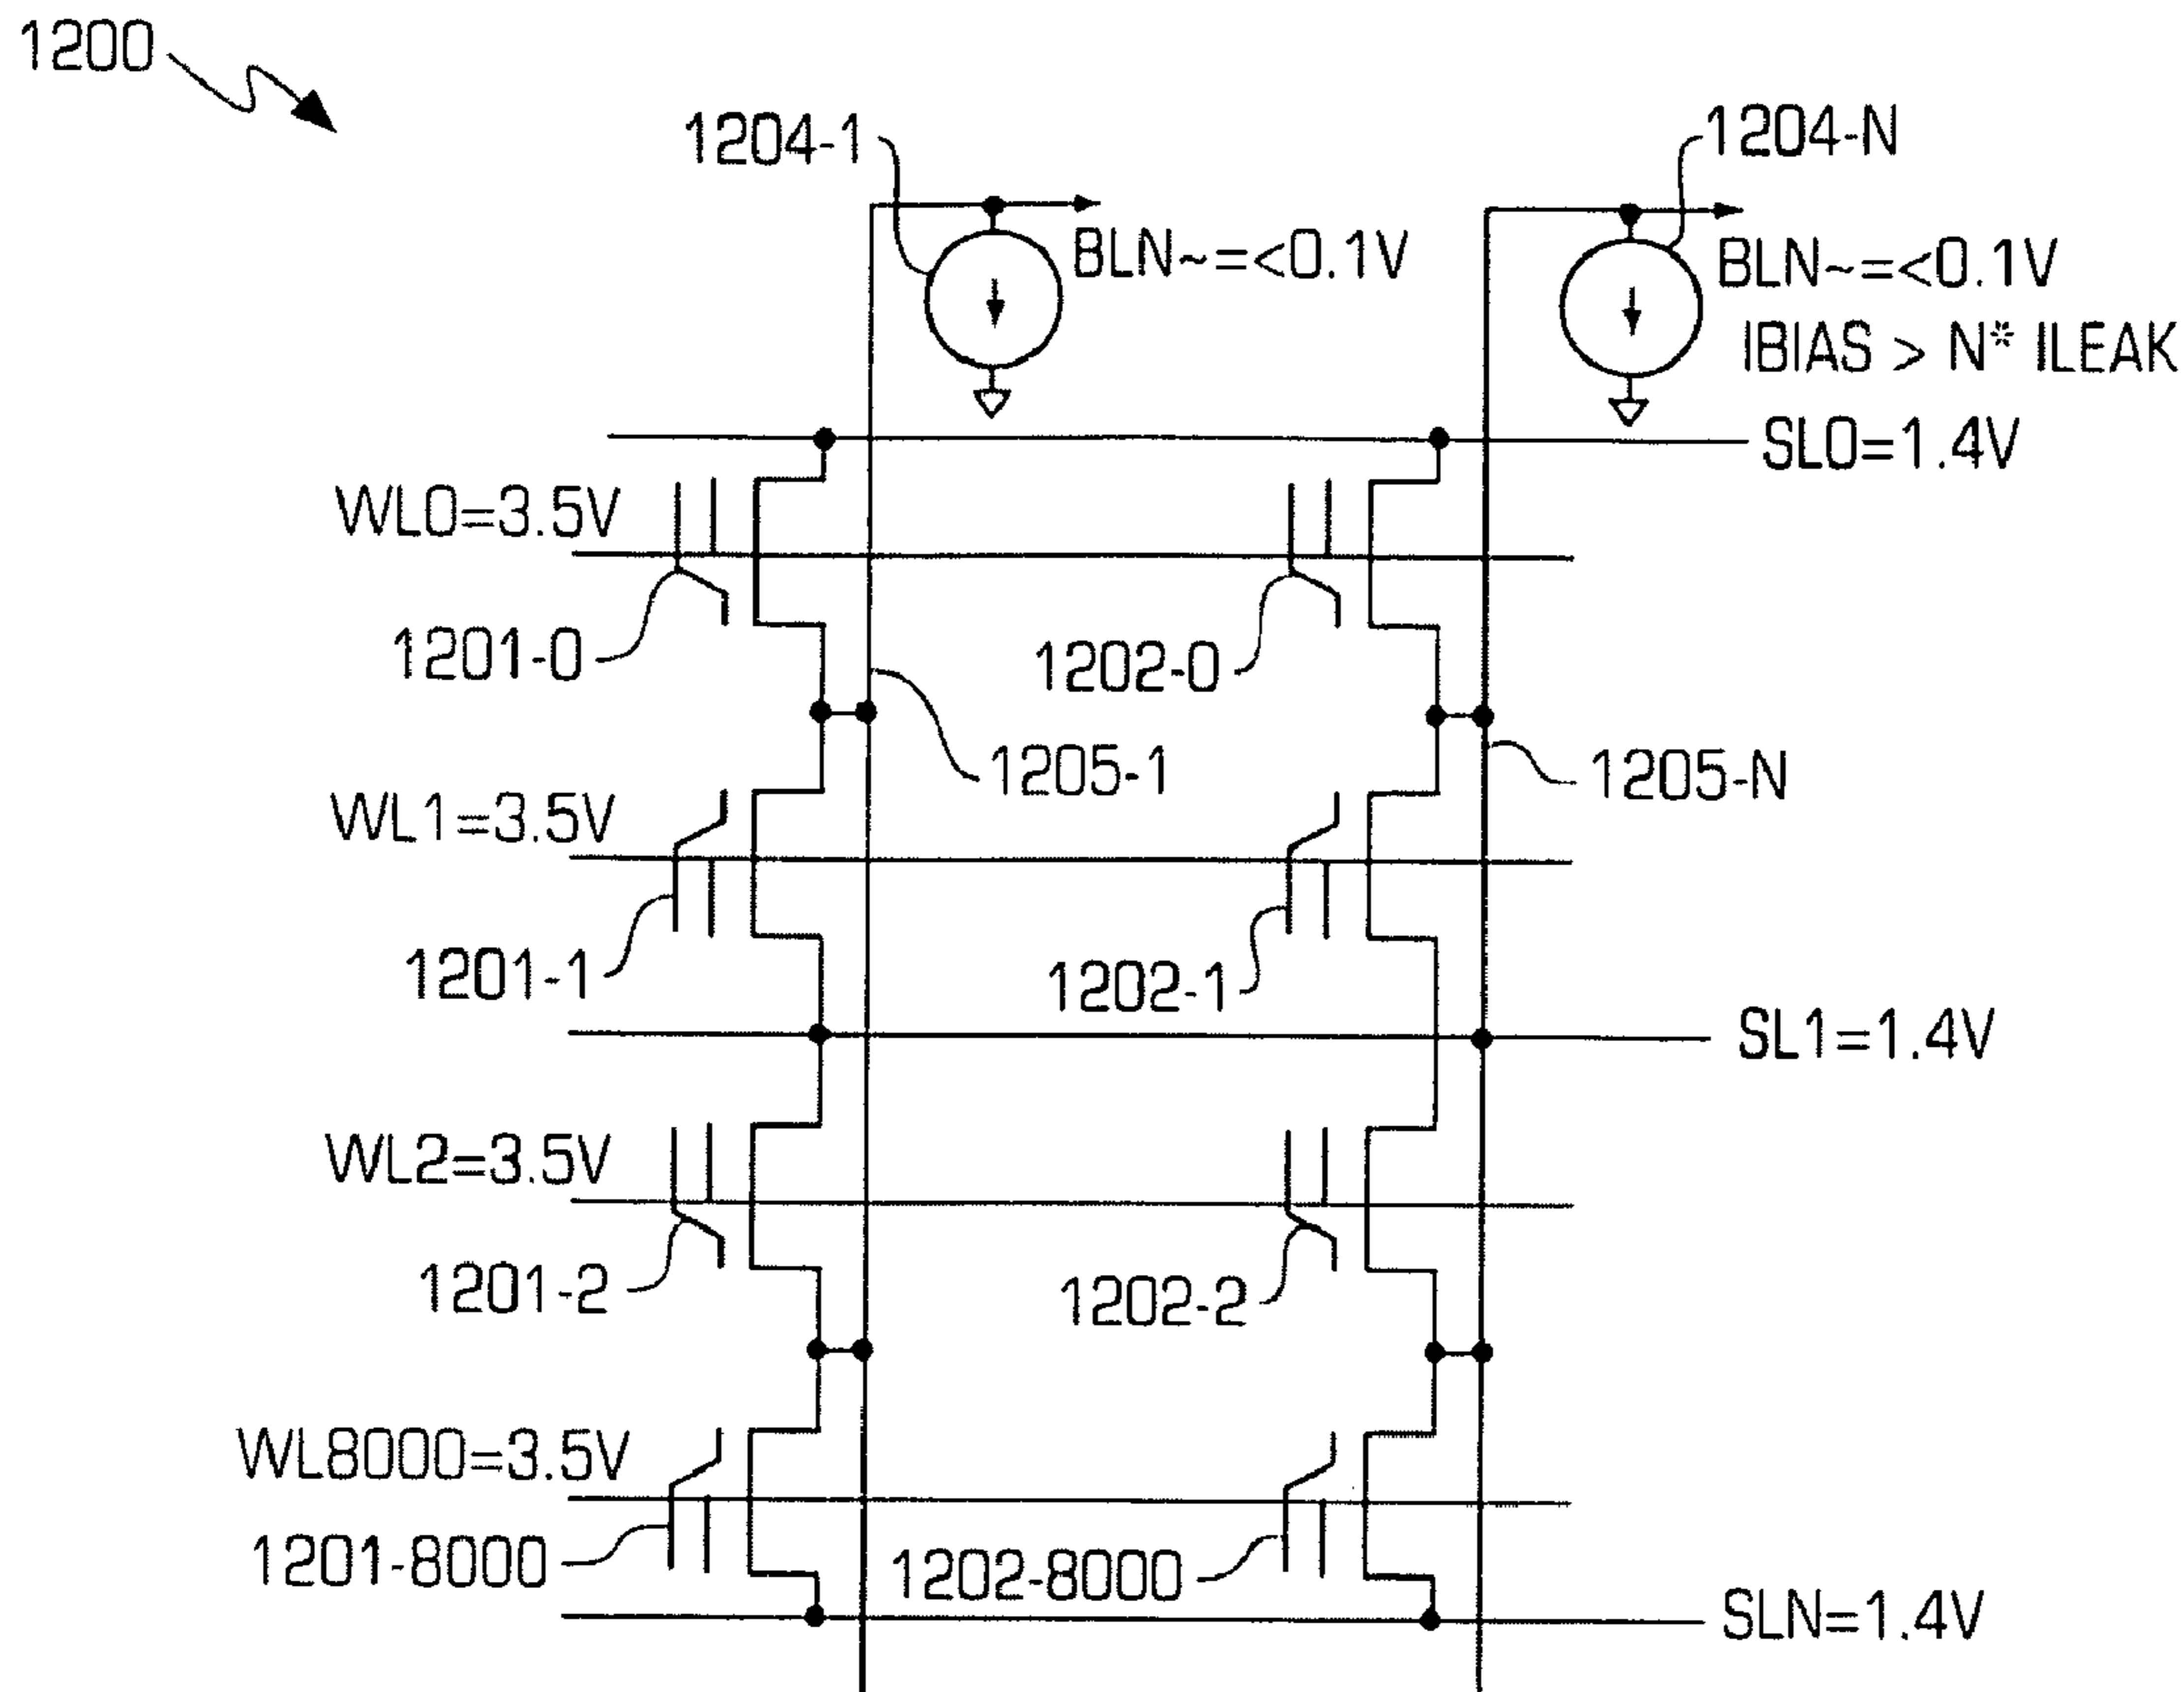 1200
1204-1
1204-N
BLN~=<0.1V
BLN~=<0.1V
IBIAS > N* ILEAK
SL0=1.4V
WL0=3.5V
1201-0
1202-0
1205-1
1205-N
WL1=3.5V
1201-1
1202-1
SL1=1.4V
WL2=3.5V
1201-2
1202-2
WL8000=3.5V
1201-8000
1202-8000
SLN=1.4V